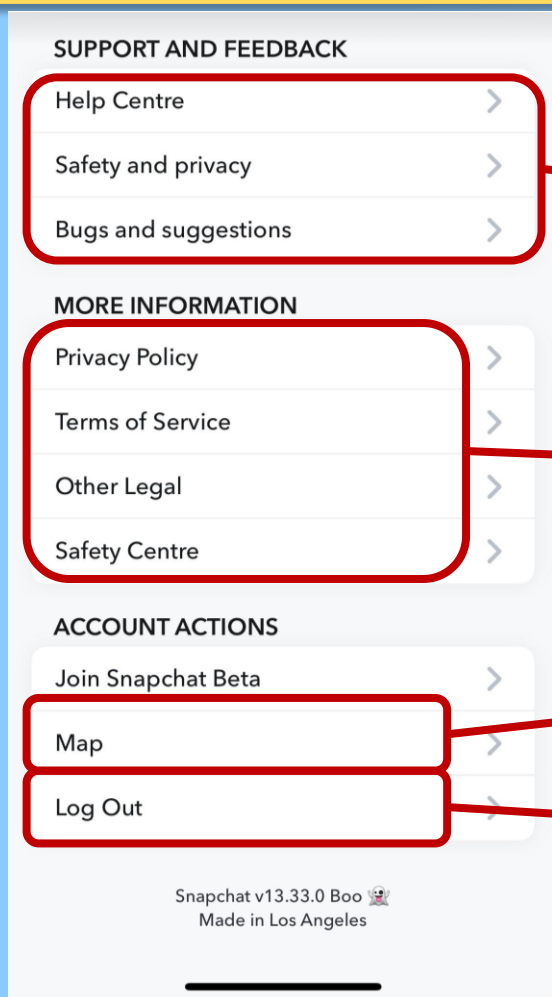 SUPPORT AND FEEDBACK
Help Centre
Safety and privacy
Bugs and suggestions
MORE INFORMATION
Privacy Policy
Terms of Service
Other Legal
Safety Centre
ACCOUNT ACTIONS
Join Snapchat Beta
Map
Log Out
Snapchat v13.33.0 Boo 👻
Made in Los Angeles